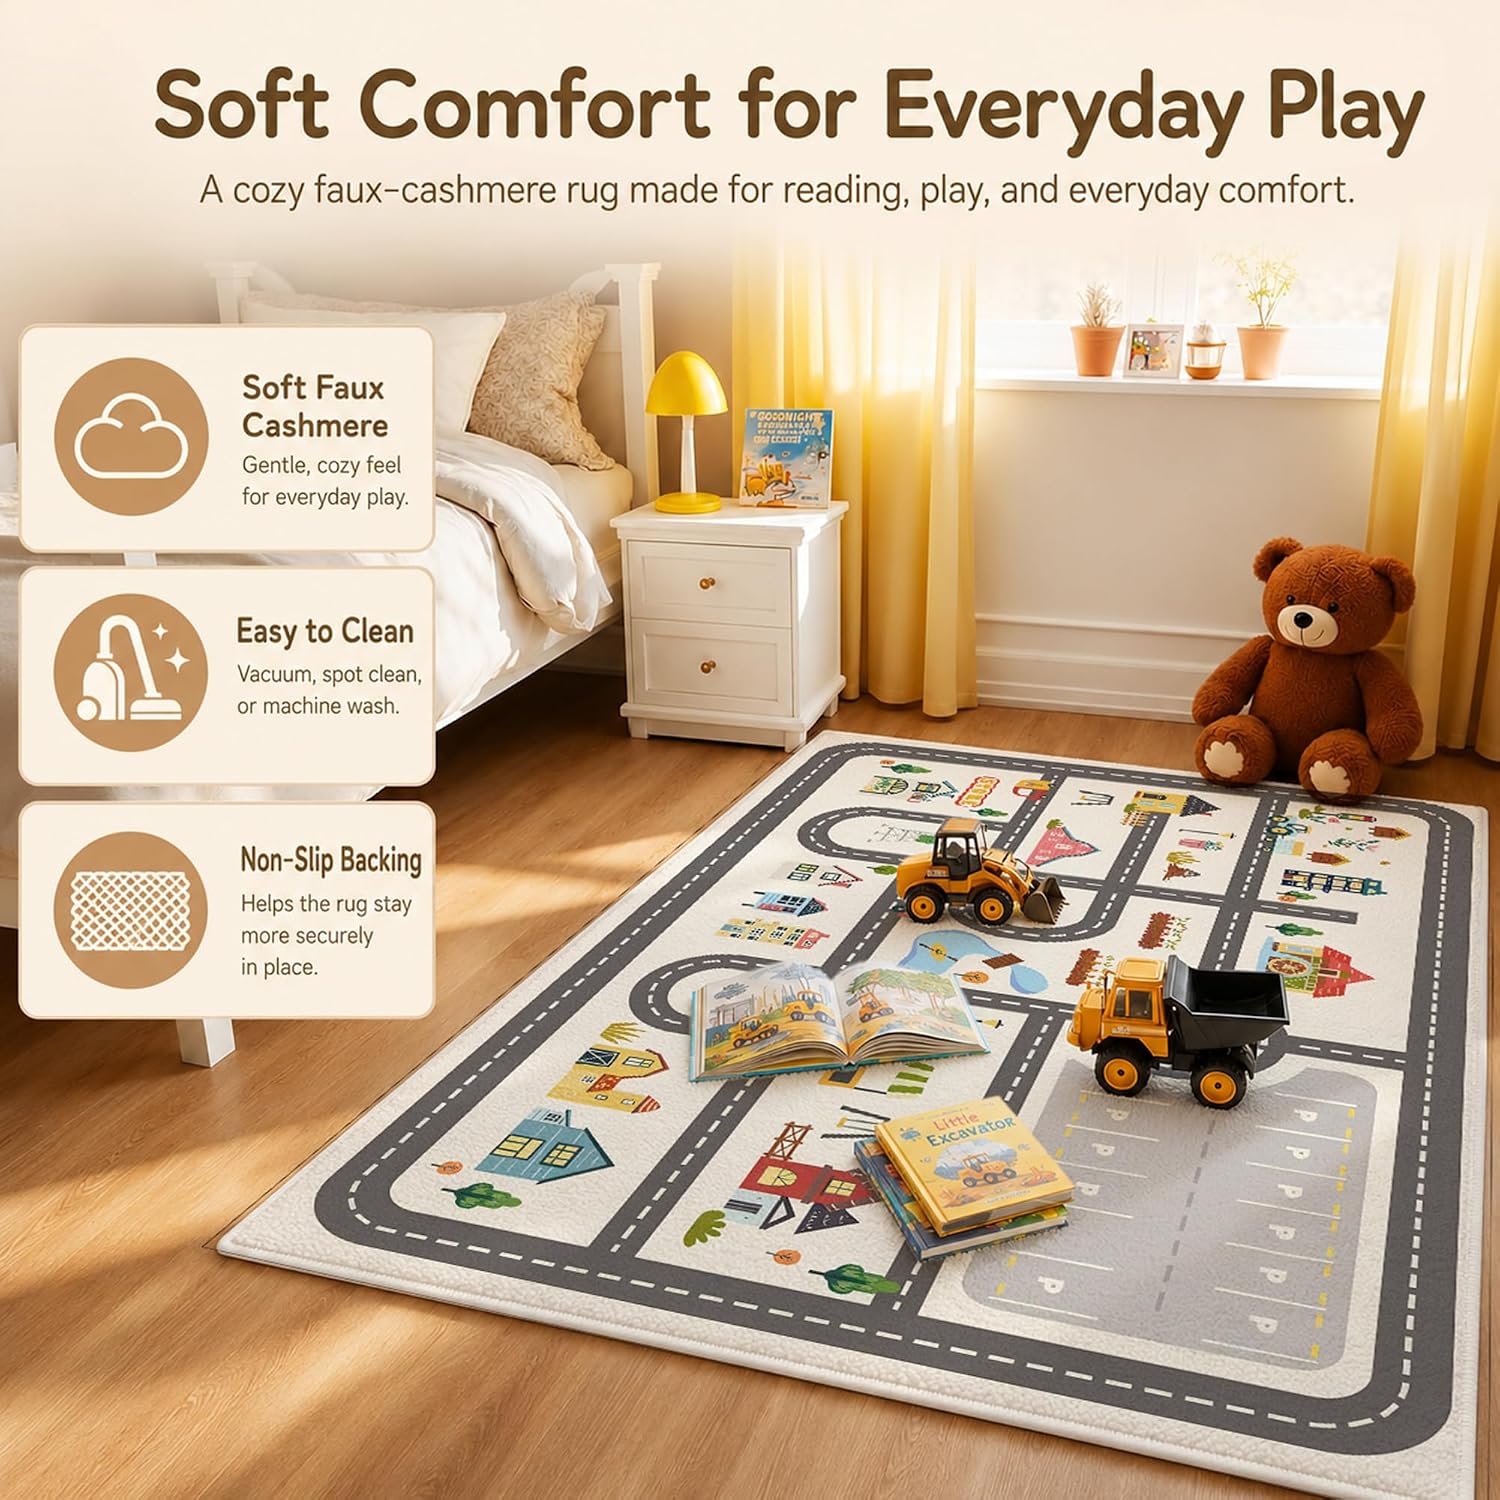 Soft Comfort for Everyday Play
A cozy faux-cashmere rug made for reading, play, and everyday comfort.
Soft Faux
Cashmere
Gentle, cozy feel
for everyday play.
Easy to Clean
Vacuum, spot clean,
or machine wash.
Non-Slip Backing
Helps the rug stay
more securely
in place.
GOODNIGHT
Little
Excavator
P
P
P
P
P
P
P
P